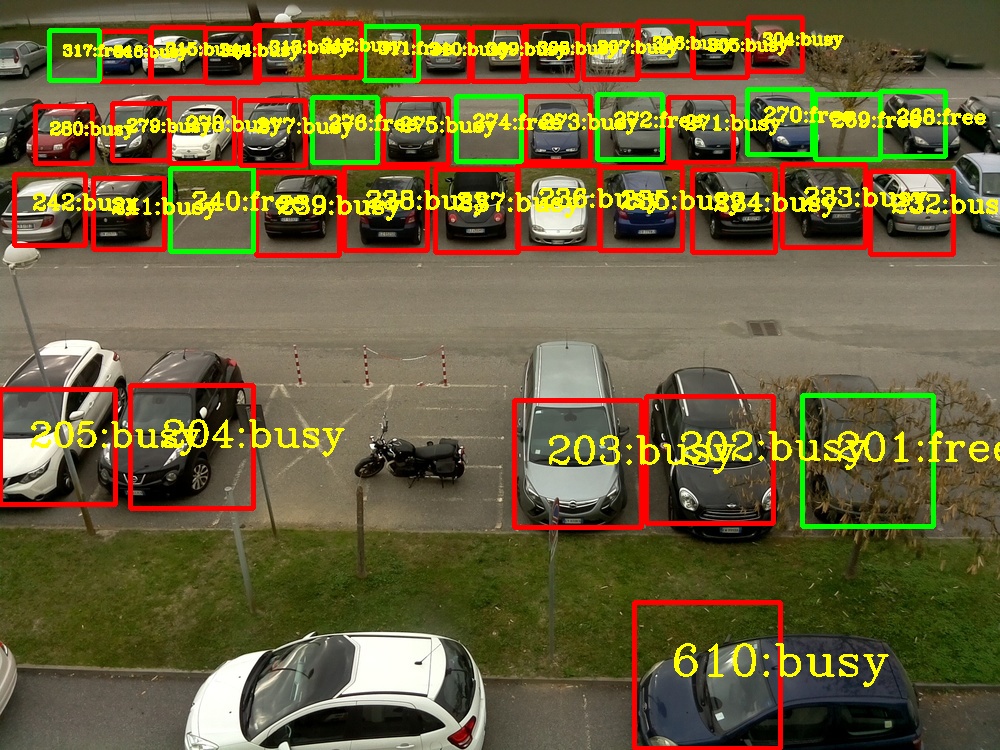 317:free 316:busy 315:busy 314:busy 313:busy 312:busy 311:free 310:busy 309:busy 308:busy 307:busy 306:busy 305:busy 304:busy
280:busy 279:busy 278:busy 277:busy 276:free 275:busy 274:free 273:busy 272:free 271:busy 270:free 269:free 268:free
242:busy 241:busy 240:free 239:busy 238:busy 237:busy 236:busy 235:busy 234:busy 233:busy 232:bus
205:busy 204:busy 203:busy 202:busy 201:free
610:busy